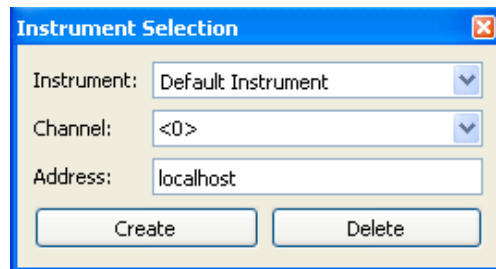 Instrument Selection
Instrument: Default Instrument
Channel: <0>
Address: localhost
Create Delete